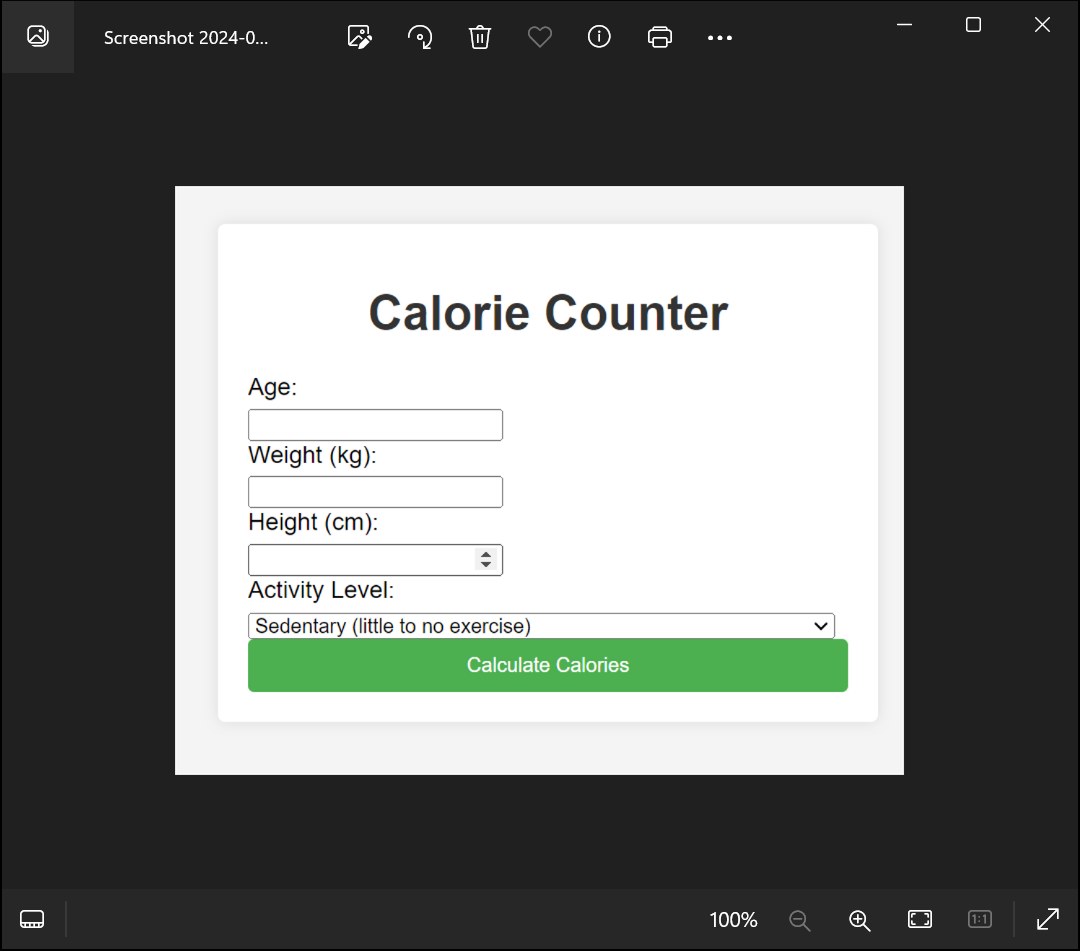 Screenshot 2024-0...
Calorie Counter
Age:
Weight (kg):
Height (cm):
Activity Level:
Sedentary (little to no exercise)
Calculate Calories
100%
1:1